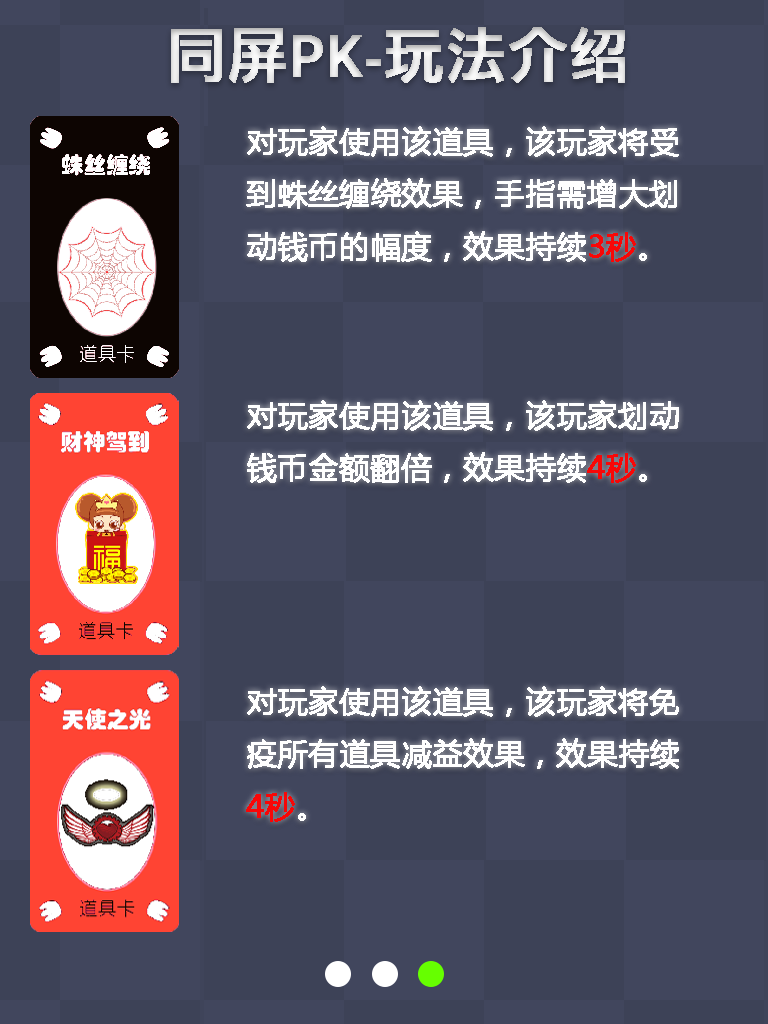 同屏PK-玩法介绍
蛛丝缠绕
道具卡
对玩家使用该道具，该玩家将受
到蛛丝缠绕效果，手指需增大划
动钱币的幅度，效果持续3秒。
财神驾到
福
道具卡
对玩家使用该道具，该玩家划动
钱币金额翻倍，效果持续4秒。
天使之光
道具卡
对玩家使用该道具，该玩家将免
疫所有道具减益效果，效果持续
4秒。